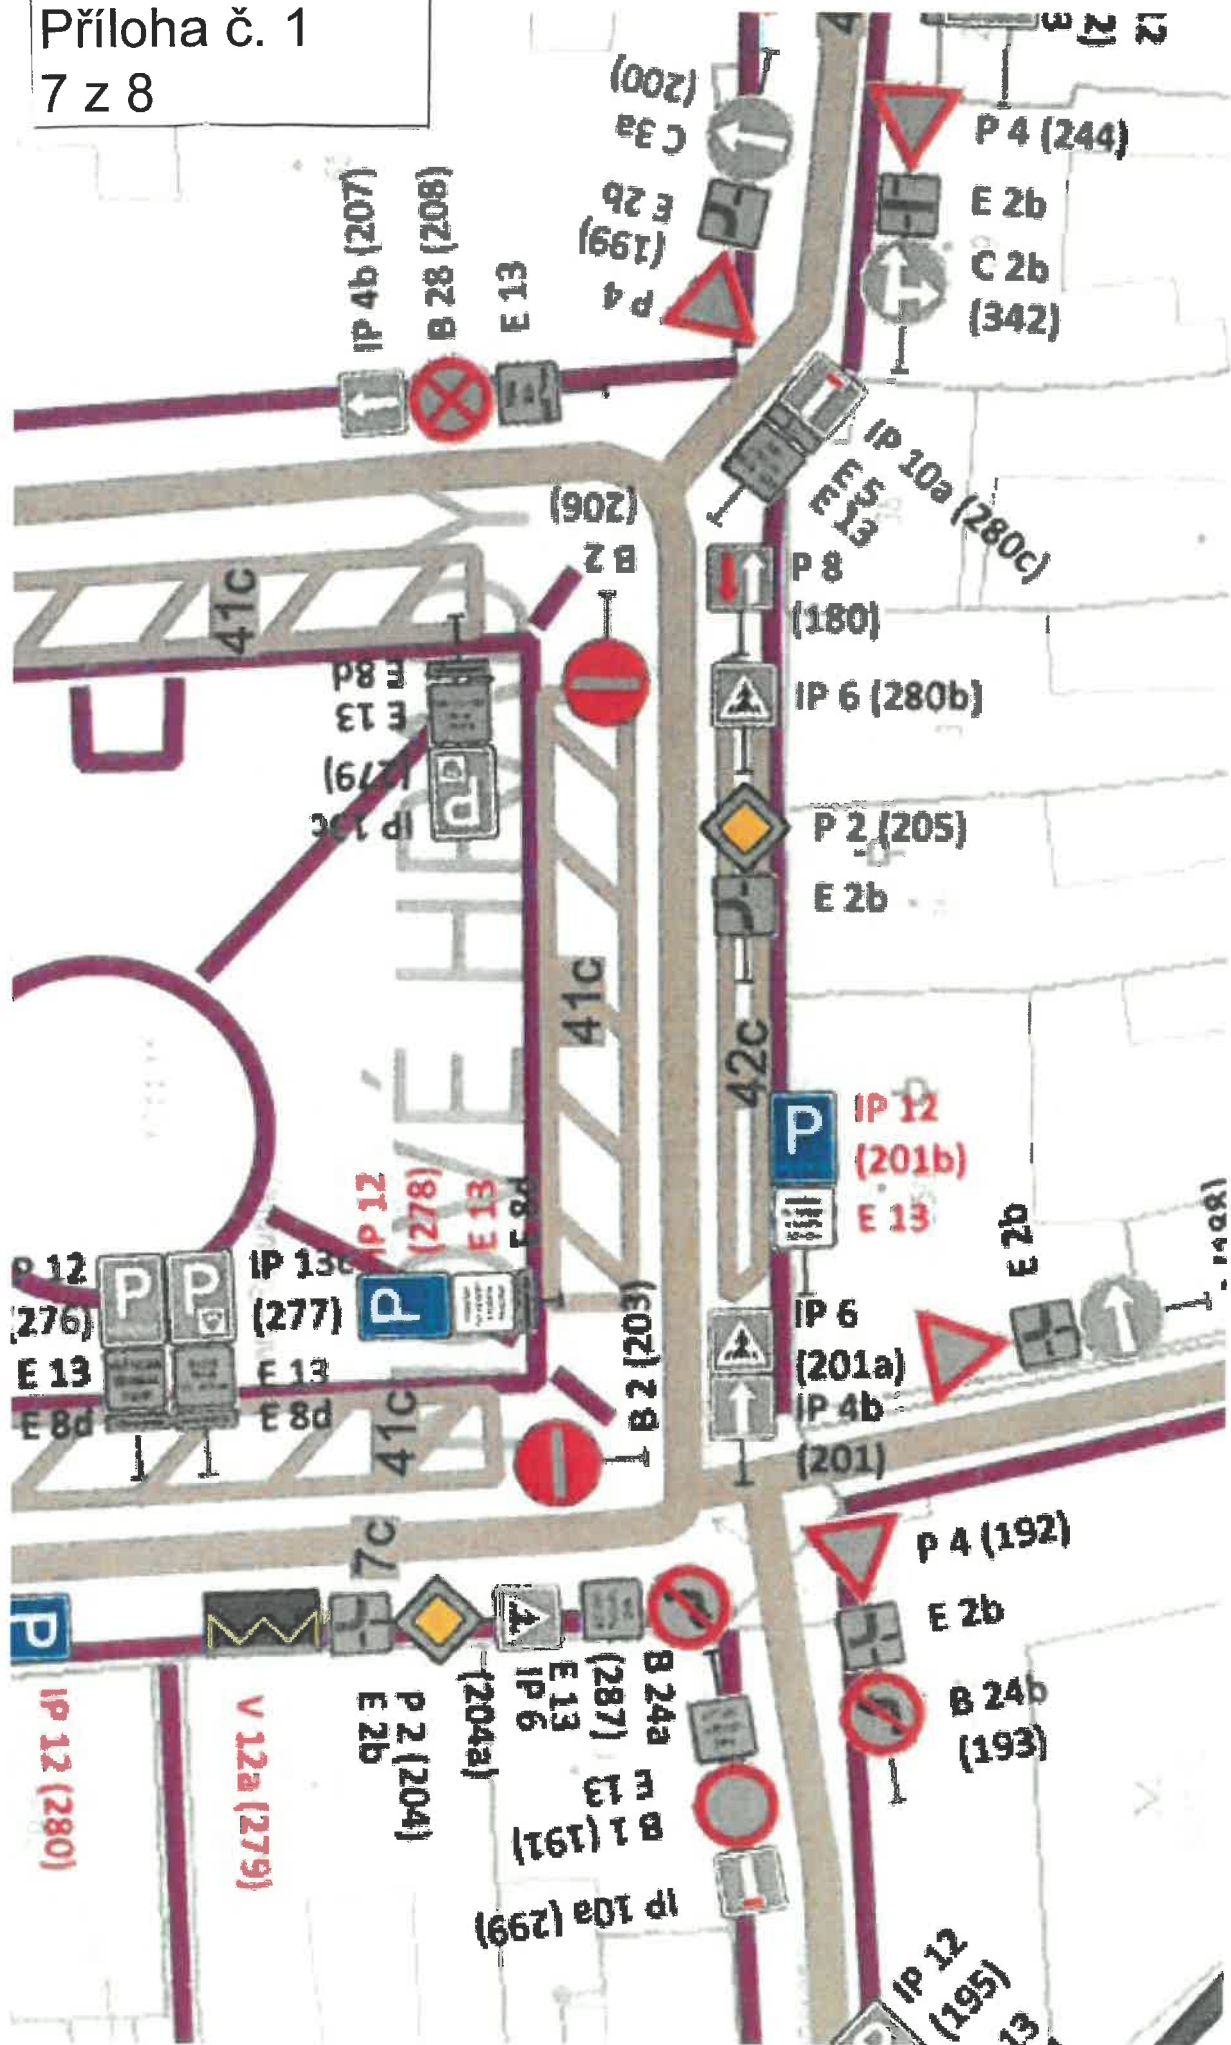 Příloha č. 1
7 z 8
C 3a
(200)
E 2b
P 4
(199)
P 4 (244)
E 2b
C 2b
(342)
IP 4b (207)
B 28 (208)
E 13
IP 10a (280c)
E 5
E 13
B 2
(206)
P 8
(180)
41c
E 8d
E 13
(279)
IP 13c
IP 6 (280b)
P 2 (205)
E 2b
41c
42c
P
IP 12
(201b)
E 13
IP 12
(278)
E 13
E 8d
P 12
(276)
E 13
E 8d
P
P
IP 13c
(277)
E 13
E 8d
P
B 2 (203)
IP 6
(201a)
IP 4b
(201)
E 2b
41c
7c
P 4 (192)
E 2b
B 24b
(193)
P
IP 12 (280)
V 12a (279)
P 2 (204)
E 2b
(204a)
IP 6
E 13
(287)
B 24a
E 13
B 1 (191)
IP 10a (299)
IP 12
(195)
13